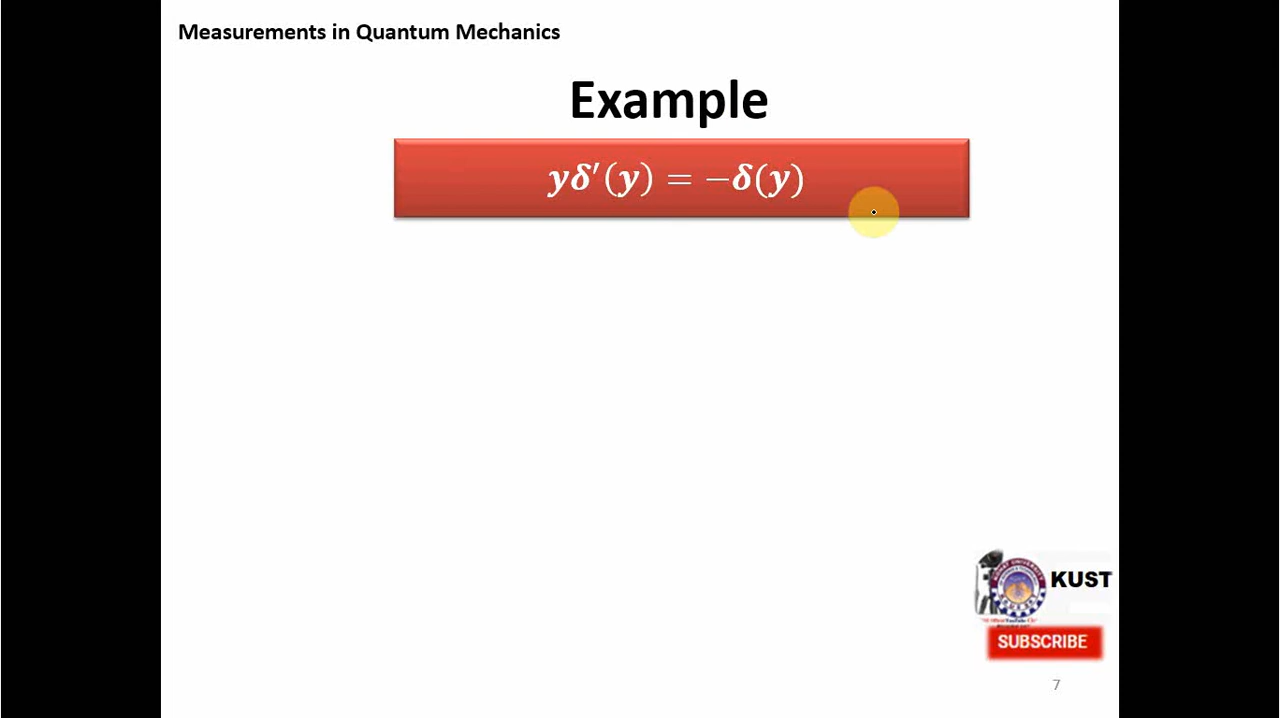 Measurements in Quantum Mechanics
Example
yδ′(y) = −δ(y)
KUST
SUBSCRIBE
7